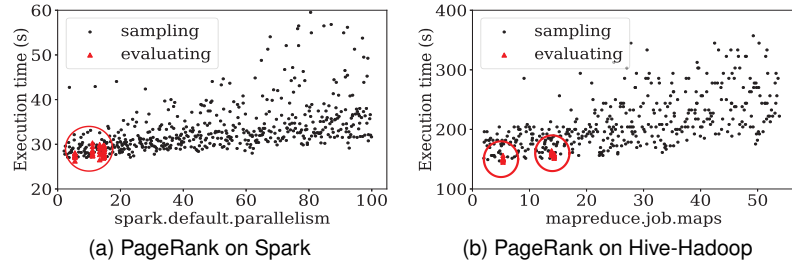 60
50
40
30
20
Execution time (s)
sampling
evaluating
0 20 40 60 80 100
spark.default.parallelism
(a) PageRank on Spark
400
300
200
100
Execution time (s)
sampling
evaluating
0 10 20 30 40 50
mapreduce.job.maps
(b) PageRank on Hive-Hadoop